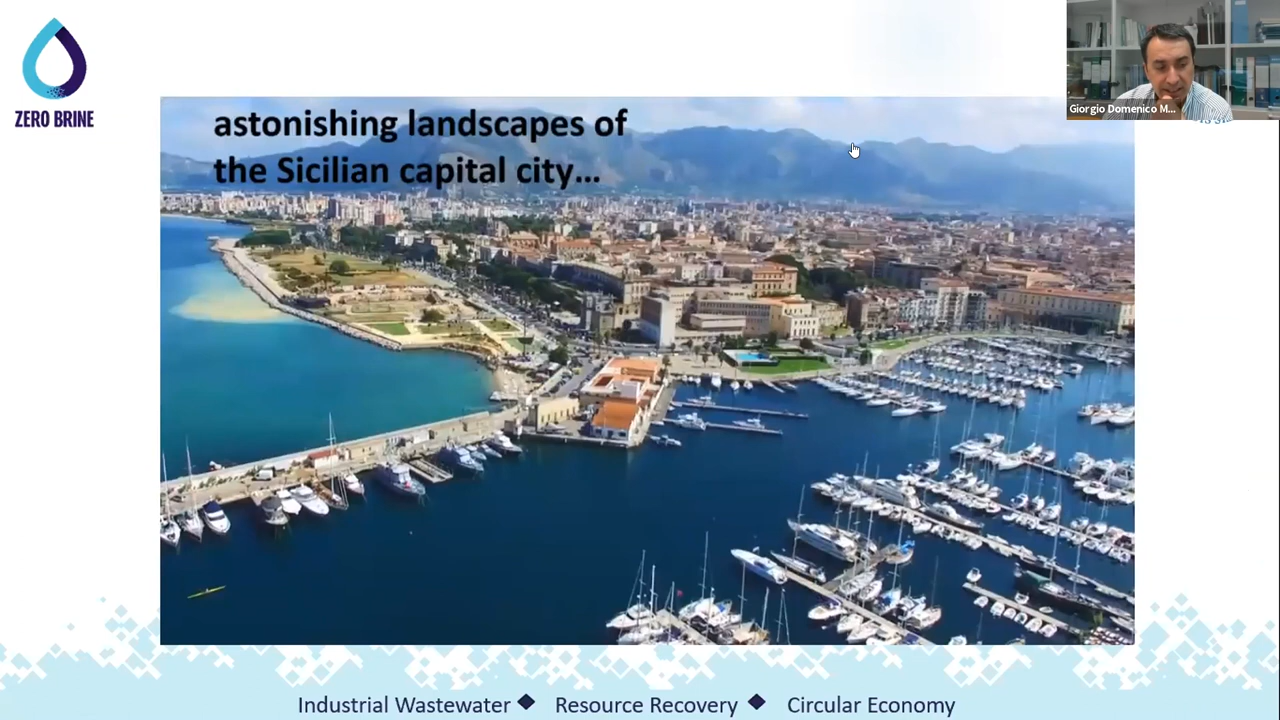 ZERO BRINE
astonishing landscapes of
the Sicilian capital city...
Giorgio Domenico M...
Industrial Wastewater ◆ Resource Recovery ◆ Circular Economy